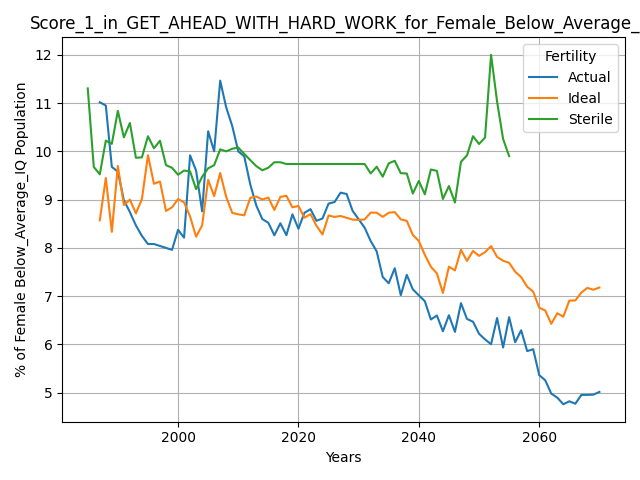 Score_1_in_GET_AHEAD_WITH_HARD_WORK_for_Female_Below_Average_
12
11
10
9
8
7
6
5
% of Female Below_Average_IQ Population
Fertility
Actual
Ideal
Sterile
2000
2020
2040
2060
Years